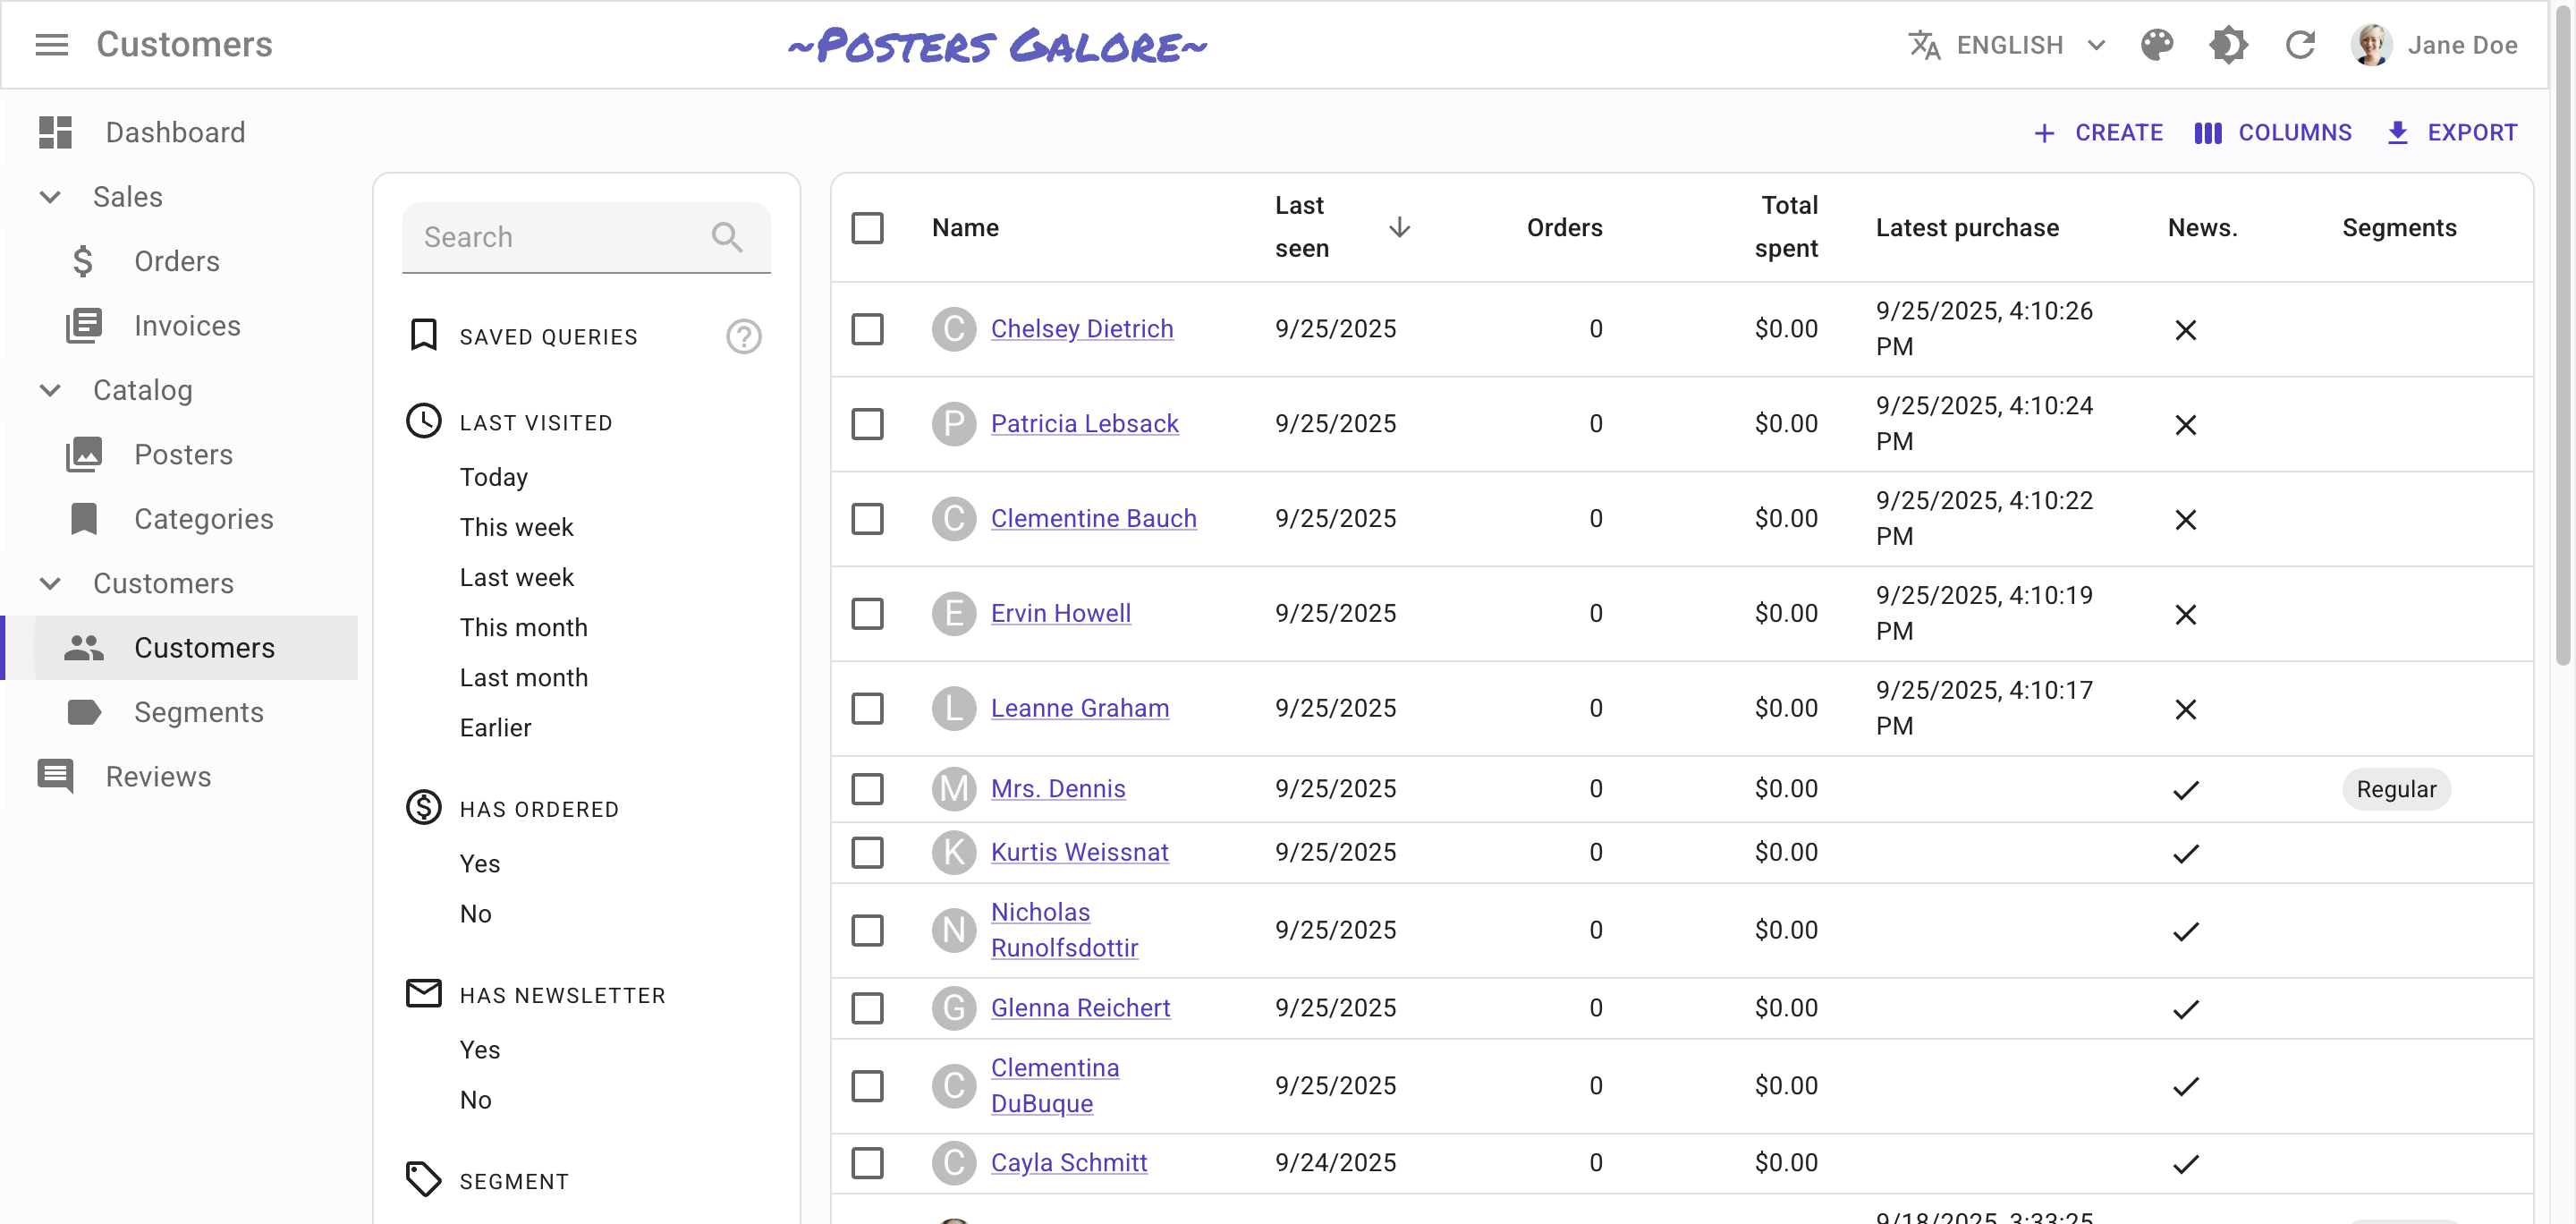 Customers
~Posters Galore~
ENGLISH
Jane Doe
Dashboard
Sales
Orders
Invoices
Catalog
Posters
Categories
Customers
Customers
Segments
Reviews
CREATE
COLUMNS
EXPORT
Search
SAVED QUERIES
LAST VISITED
Today
This week
Last week
This month
Last month
Earlier
HAS ORDERED
Yes
No
HAS NEWSLETTER
Yes
No
SEGMENT
Name Last seen Orders Total spent Latest purchase News. Segments
C Chelsey Dietrich 9/25/2025 0 $0.00 9/25/2025, 4:10:26 PM
P Patricia Lebsack 9/25/2025 0 $0.00 9/25/2025, 4:10:24 PM
C Clementine Bauch 9/25/2025 0 $0.00 9/25/2025, 4:10:22 PM
E Ervin Howell 9/25/2025 0 $0.00 9/25/2025, 4:10:19 PM
L Leanne Graham 9/25/2025 0 $0.00 9/25/2025, 4:10:17 PM
M Mrs. Dennis 9/25/2025 0 $0.00 Regular
K Kurtis Weissnat 9/25/2025 0 $0.00
N Nicholas Runolfsdottir 9/25/2025 0 $0.00
G Glenna Reichert 9/25/2025 0 $0.00
C Clementina DuBuque 9/25/2025 0 $0.00
C Cayla Schmitt 9/24/2025 0 $0.00
9/18/2025, 3:33:25